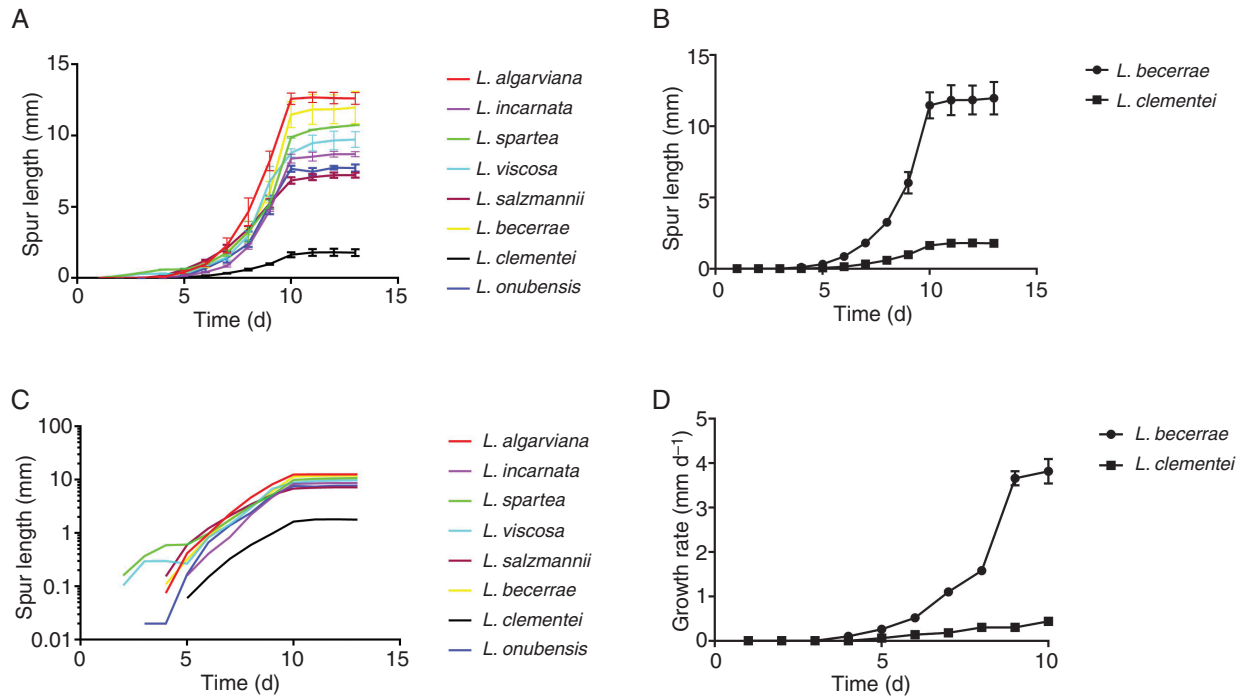 A
Spur length (mm)
15
10
5
0
0
5
10
15
Time (d)
L. algarviana
L. incarnata
L. spartea
L. viscosa
L. salzmannii
L. becerrae
L. clementei
L. onubensis
B
Spur length (mm)
15
10
5
0
0
5
10
15
Time (d)
L. becerrae
L. clementei
C
Spur length (mm)
100
10
1
0.1
0.01
0
5
10
15
Time (d)
L. algarviana
L. incarnata
L. spartea
L. viscosa
L. salzmannii
L. becerrae
L. clementei
L. onubensis
D
Growth rate (mm d⁻¹)
5
4
3
2
1
0
0
5
10
Time (d)
L. becerrae
L. clementei